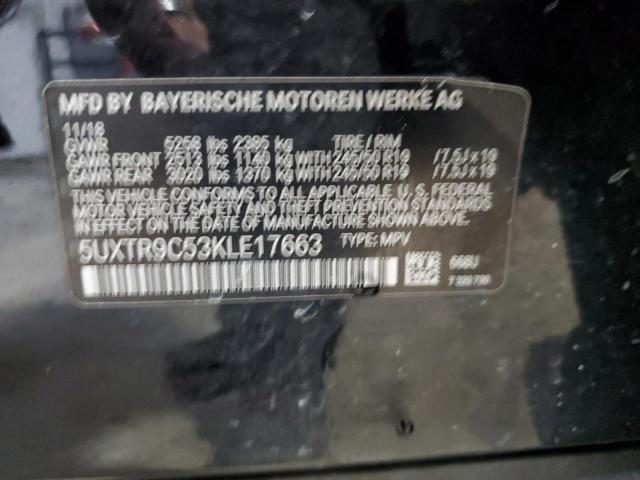 MFD BY BAYERISCHE MOTOREN WERKE AG
11/18
GVWR 5258 lbs 2385 kg TIRE/RIM
GAWR FRONT 2513 lbs 1140 kg WITH 245/50 R19 /7.5J x 19
GAWR REAR 3020 lbs 1370 kg WITH 245/50 R19 /7.5J x 19
THIS VEHICLE CONFORMS TO ALL APPLICABLE U.S. FEDERAL
MOTOR VEHICLE SAFETY, BUMPER, AND THEFT PREVENTION
STANDARDS IN EFFECT ON THE DATE OF MANUFACTURE SHOWN ABOVE.
5UXTR9C53KLE17663 TYPE: MPV
668U